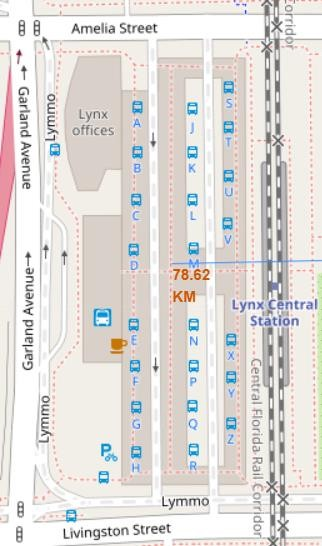 Corridor
Amelia Street
Lynx
offices
Garland Avenue
Lymmo
A
B
C
D
J
K
L
M
S
T
U
V
78.62
KM
Lynx Central
Station
Garland Avenue
E
F
G
H
N
P
Q
R
X
Y
Z
Lymmo
Central Florida Rail Corridor
P
Lymmo
Livingston Street